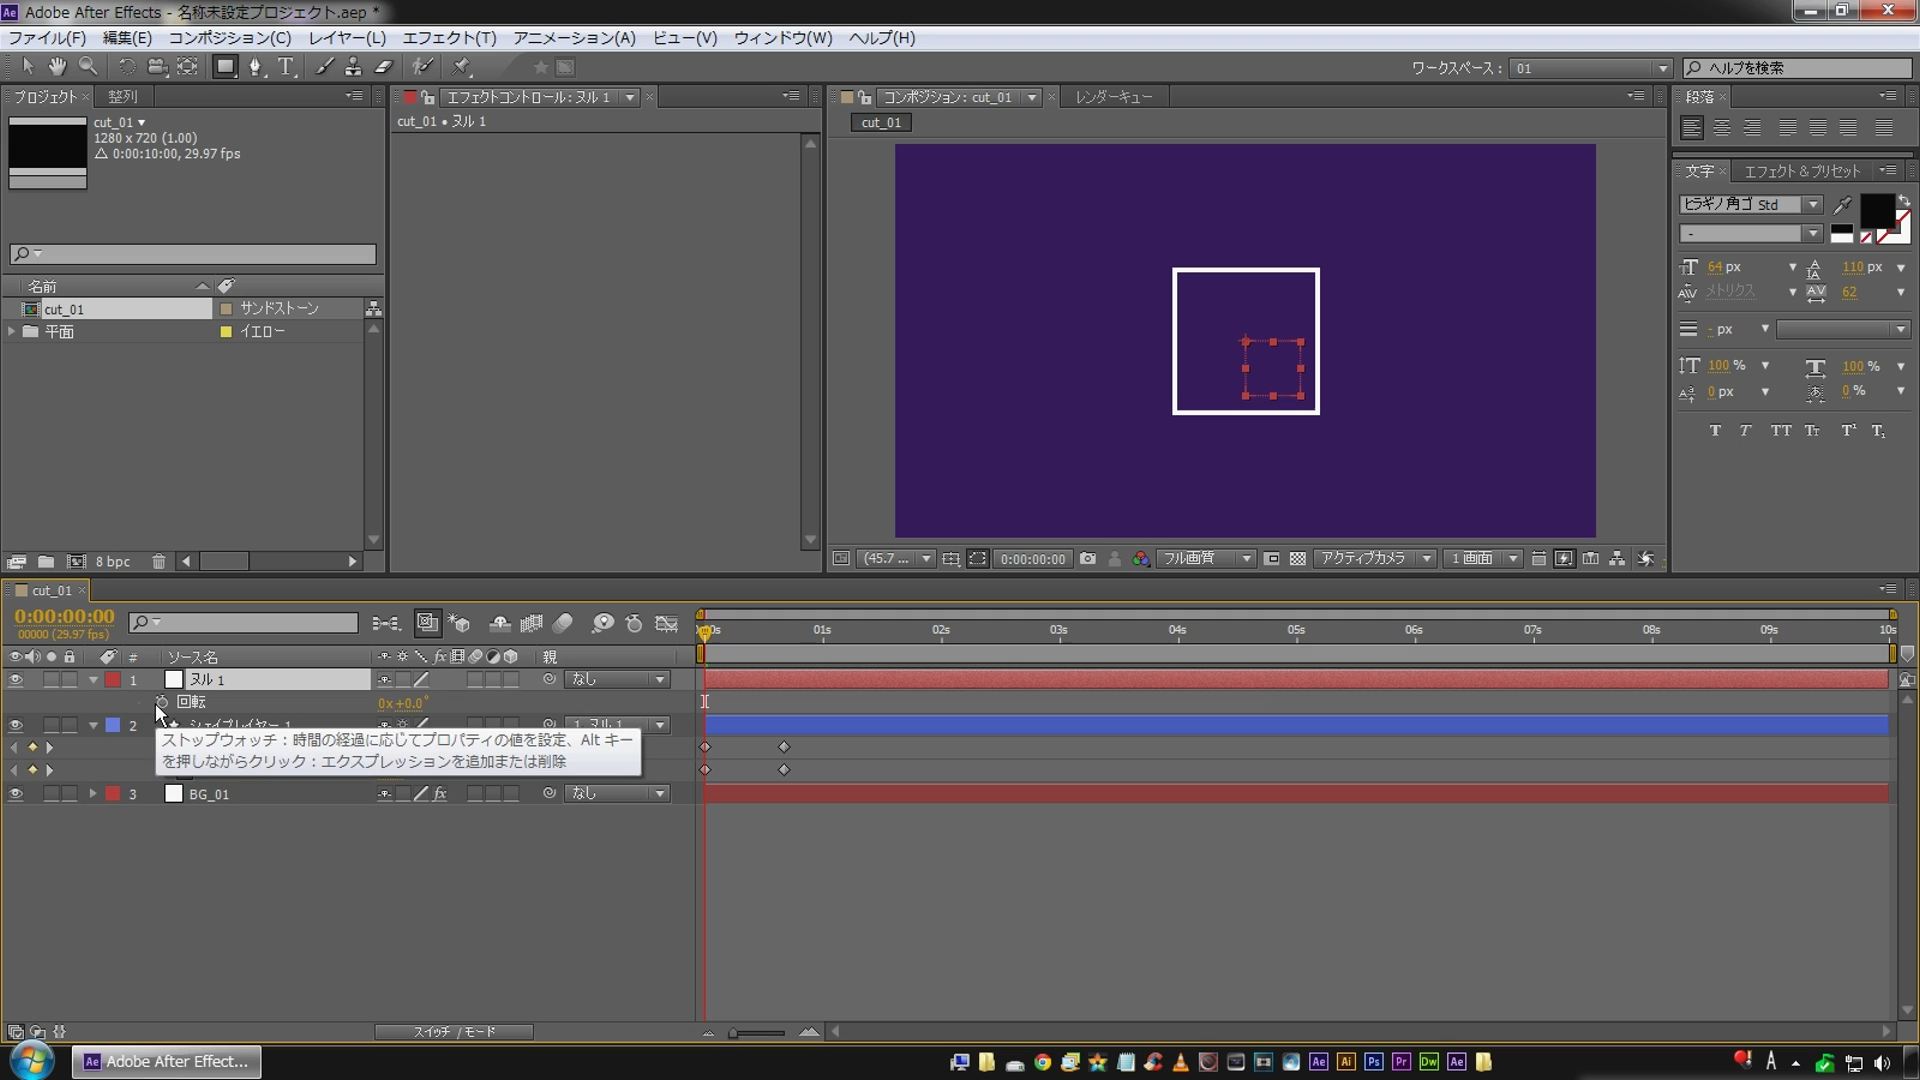 Ae Adobe After Effects - 名称未設定プロジェクト.aep *
ファイル(F) 編集(E) コンポジション(C) レイヤー(L) エフェクト(T) アニメーション(A) ビュー(V) ウィンドウ(W) ヘルプ(H)
ワークスペース : 01 ヘルプを検索
プロジェクト 整列
cut_01
1280 x 720 (1.00)
Δ 0:00:10:00, 29.97 fps
名前
cut_01 サンドストーン
平面 イエロー
8 bpc
エフェクトコントロール: ヌル 1
cut_01 • ヌル 1
コンポジション: cut_01 レンダーキュー
cut_01
(45.7 ... 0:00:00:00 フル画質 アクティブカメラ 1 画面
段落
文字 エフェクト&プリセット
ヒラギノ角ゴ Std
-
64 px 110 px
メトリクス 62
- px
100 % 100 %
0 px 0 %
T T TT Tт T¹ T₁
cut_01
0:00:00:00
00000 (29.97 fps)
01s 02s 03s 04s 05s 06s 07s 08s 09s 10s
# ソース名 fx 親
1 ヌル 1 なし
回転 0x+0.0°
2 シェイプレイヤー 1 1. ヌル 1
ストップウォッチ : 時間の経過に応じてプロパティの値を設定、Alt キー
を押しながらクリック : エクスプレッションを追加または削除
3 BG_01 fx なし
スイッチ / モード
Ae Adobe After Effect... Ae Ai Ps Pr Dw Ae A